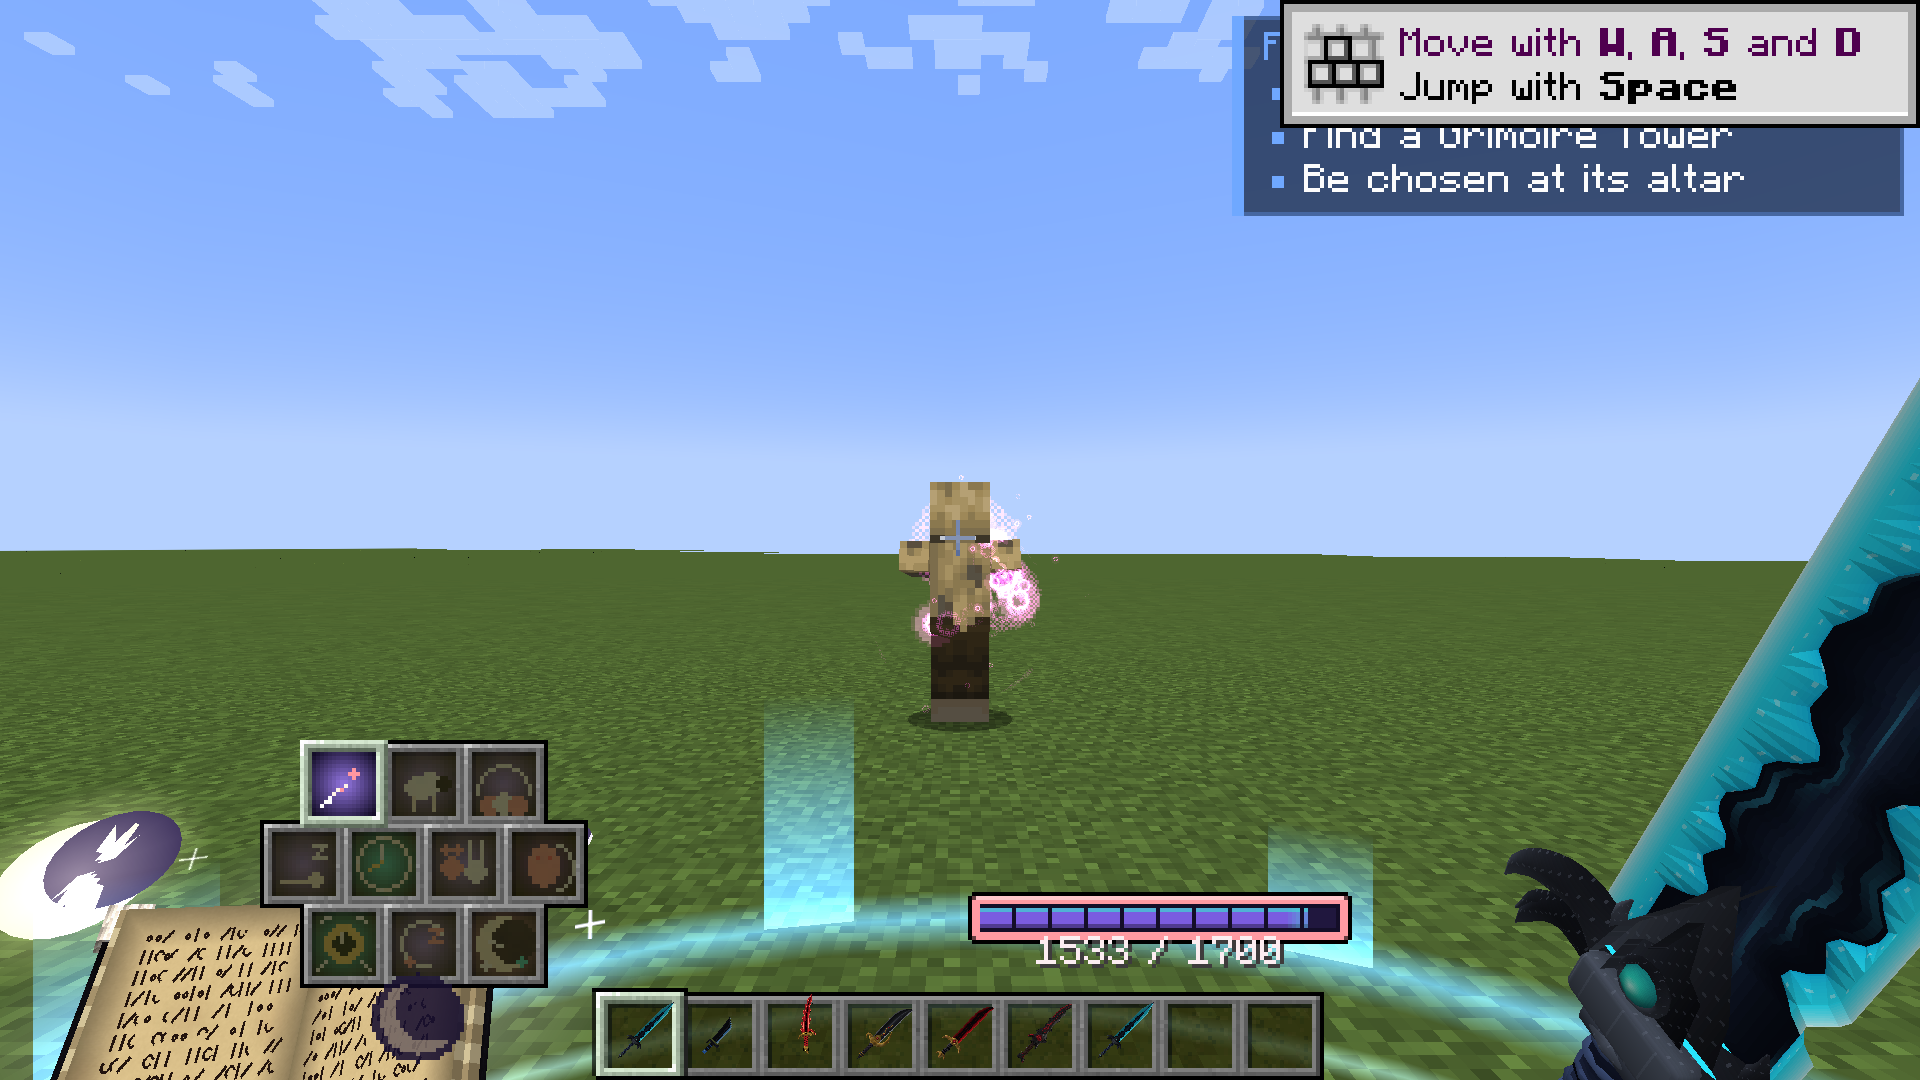 Move with W, A, S and D
Jump with Space
Find a Grimoire Tower
Be chosen at its altar
1533 / 1700